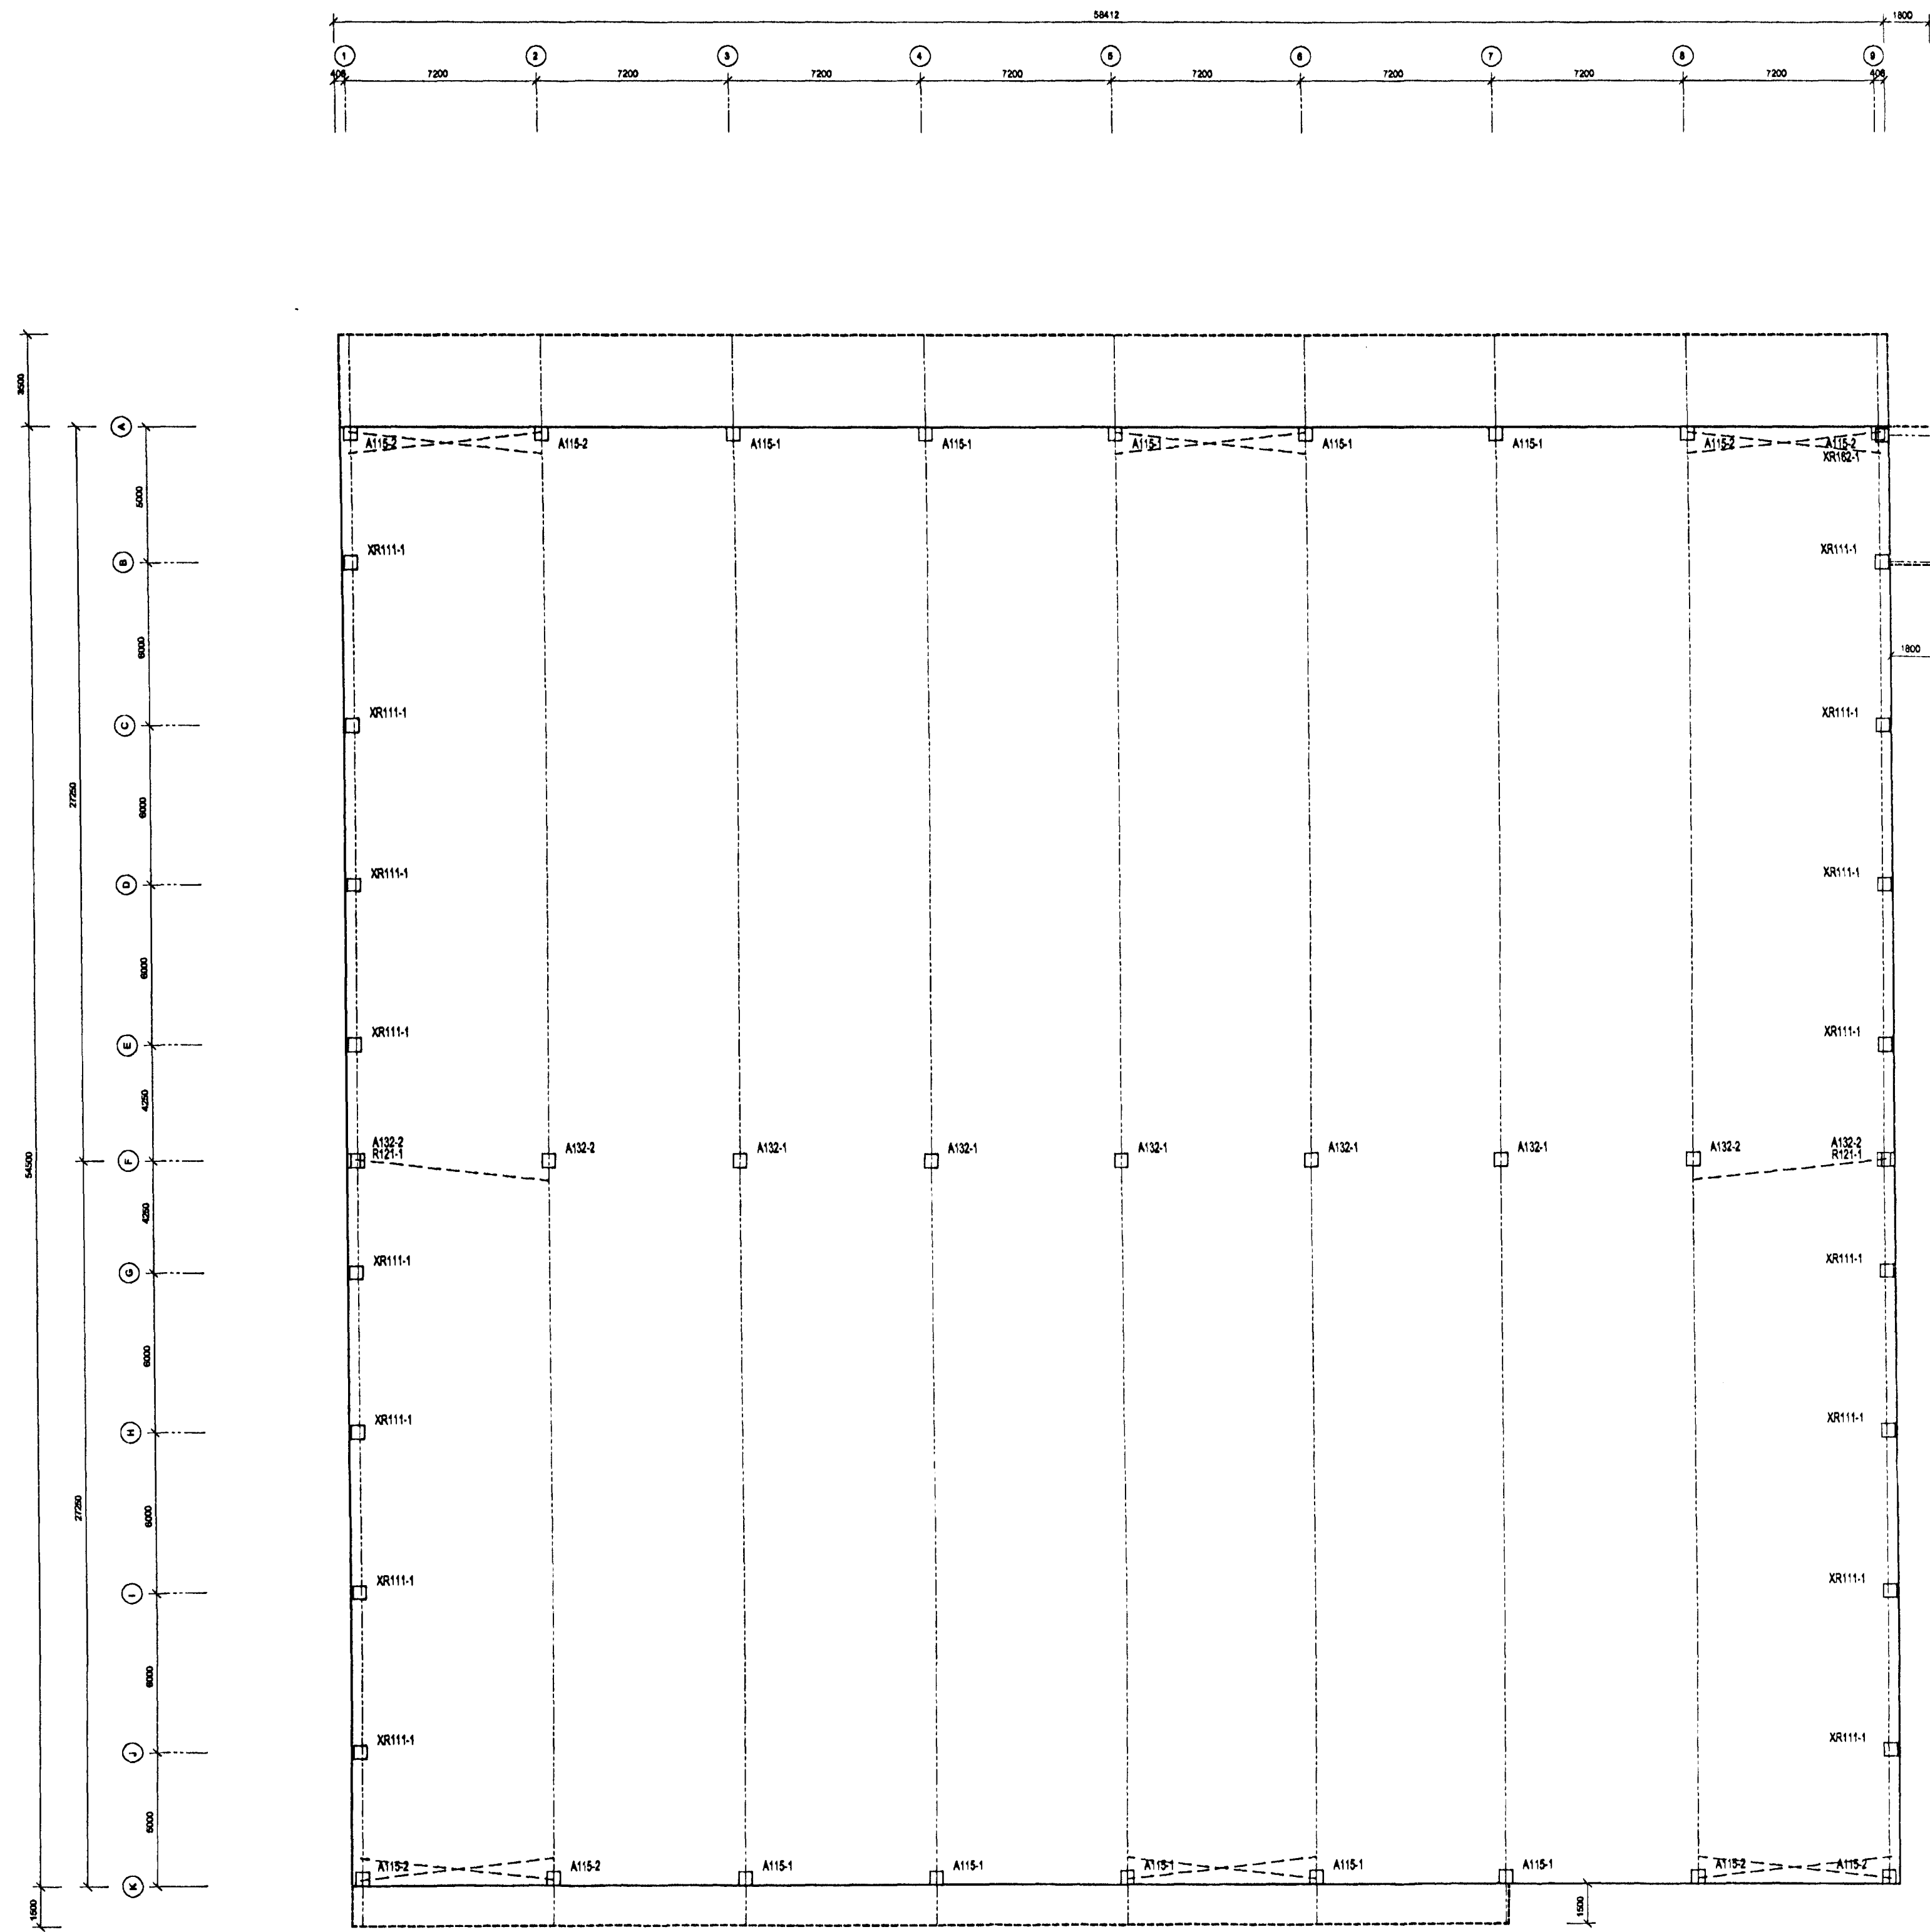 58412 1800
1 2 3 4 5 6 7 8 9
406 7200 7200 7200 7200 7200 7200 7200 7200 406
3500
A A115-2 A115-2 A115-1 A115-1 A115-1 A115-1 A115-1 A115-2 A115-2
XR162-1
5000
B XR111-1 XR111-1
6000 1800
C XR111-1 XR111-1
27250 6000
D XR111-1 XR111-1
6000
E XR111-1 XR111-1
4250
A132-2 A132-2 A132-1 A132-1 A132-1 A132-1 A132-1 A132-2 A132-2
F R121-1 R121-1
54500
4250
G XR111-1 XR111-1
6000
H XR111-1 XR111-1
27250 6000
I XR111-1 XR111-1
6000
J XR111-1 XR111-1
5000
K A115-2 A115-2 A115-1 A115-1 A115-1 A115-1 A115-1 A115-2 A115-2
1500 1500